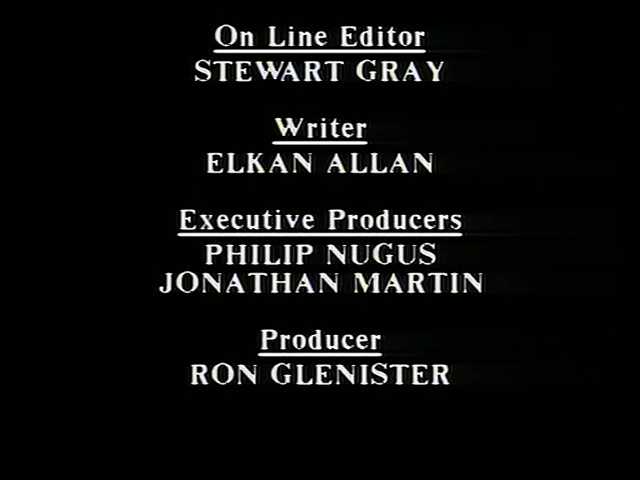 On Line Editor
STEWART GRAY
Writer
ELKAN ALLAN
Executive Producers
PHILIP NUGUS
JONATHAN MARTIN
Producer
RON GLENISTER